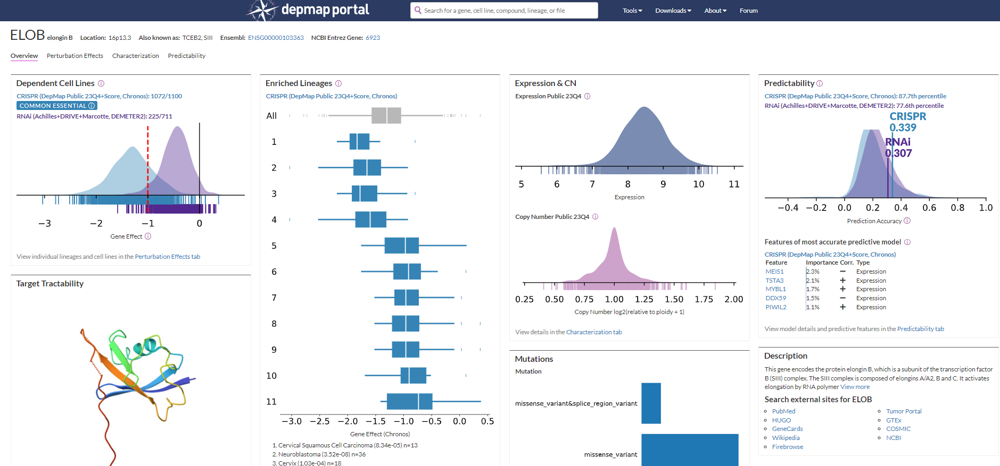 depmap portal
Search for a gene, cell line, compound, lineage, or file
Tools Downloads About Forum
ELOB elongin B Location: 16p13.3 Also known as: TCEB2, SIII Ensembl: ENSG00000103363 NCBI Entrez Gene: 6923
Overview Perturbation Effects Characterization Predictability
Dependent Cell Lines
CRISPR (DepMap Public 23Q4+Score, Chronos): 1072/1100
COMMON ESSENTIAL
RNAi (Achilles+DRIVE+Marcotte, DEMETER2): 225/711
−3 −2 −1 0
Gene Effect
View individual lineages and cell lines in the Perturbation Effects tab
Target Tractability
Enriched Lineages
CRISPR (DepMap Public 23Q4+Score, Chronos)
All
1
2
3
4
5
6
7
8
9
10
11
−3.0 −2.5 −2.0 −1.5 −1.0 −0.5 0.0 0.5
Gene Effect (Chronos)
1. Cervical Squamous Cell Carcinoma (8.34e-05) n=13
2. Neuroblastoma (3.52e-08) n=36
3. Cervix (1.03e-04) n=18
Expression & CN
Expression Public 23Q4
5 6 7 8 9 10 11
Expression
Copy Number Public 23Q4
0.25 0.50 0.75 1.00 1.25 1.50 1.75 2.00
Copy Number log2(relative to ploidy + 1)
View details in the Characterization tab
Mutations
Mutation
missense_variant&splice_region_variant
missense_variant
Predictability
CRISPR (DepMap Public 23Q4+Score, Chronos): 87.7th percentile
RNAi (Achilles+DRIVE+Marcotte, DEMETER2): 77.6th percentile
CRISPR
0.339
RNAi
0.307
−0.4 −0.2 0.0 0.2 0.4 0.6 0.8 1.0
Prediction Accuracy
Features of most accurate predictive model
CRISPR (DepMap Public 23Q4+Score, Chronos)
Feature Importance Corr. Type
MEIS1 2.3% − Expression
TSTA3 2.1% + Expression
MYBL1 1.7% + Expression
DDX59 1.5% − Expression
PIWIL2 1.1% + Expression
View model details and predictive features in the Predictability tab
Description
This gene encodes the protein elongin B, which is a subunit of the transcription factor
B (SIII) complex. The SIII complex is composed of elongins A/A2, B and C. It activates
elongation by RNA polymer View more
Search external sites for ELOB
PubMed
HUGO
GeneCards
Wikipedia
Firebrowse
Tumor Portal
GTEx
COSMIC
NCBI